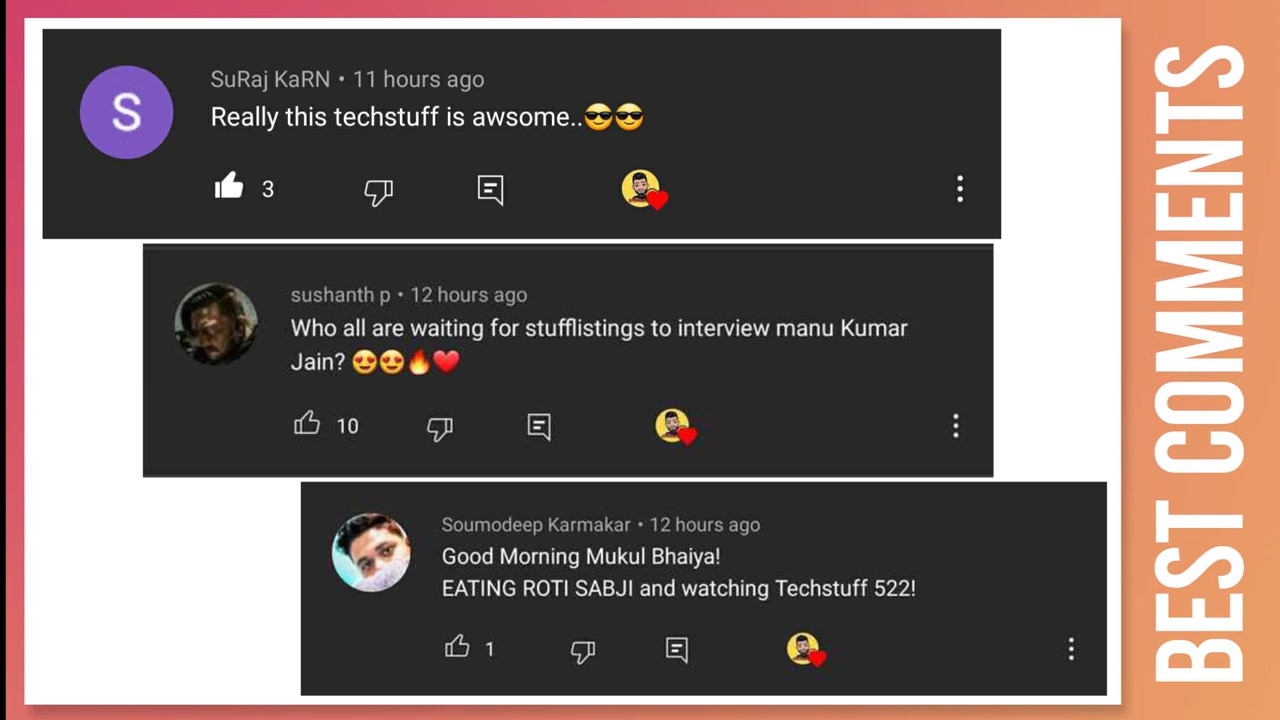 S
SuRaj KaRN • 11 hours ago
Really this techstuff is awsome..😎😎
3
sushanth p • 12 hours ago
Who all are waiting for stufflistings to interview manu Kumar
Jain? 😍😍🔥❤️
10
Soumodeep Karmakar • 12 hours ago
Good Morning Mukul Bhaiya!
EATING ROTI SABJI and watching Techstuff 522!
1
BEST COMMENTS